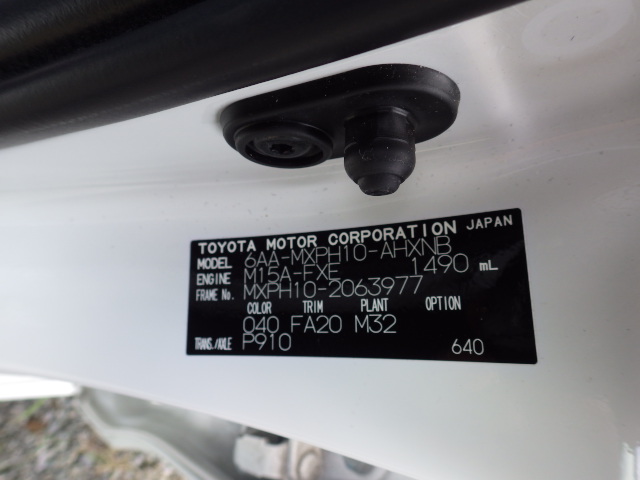 TOYOTA MOTOR CORPORATION JAPAN
MODEL 6AA-MXPH10-AHXNB
ENGINE M15A-FXE 1490 mL
FRAME No. MXPH10-2063977
COLOR TRIM PLANT OPTION
040 FA20 M32
TRANS./AXLE P910 640